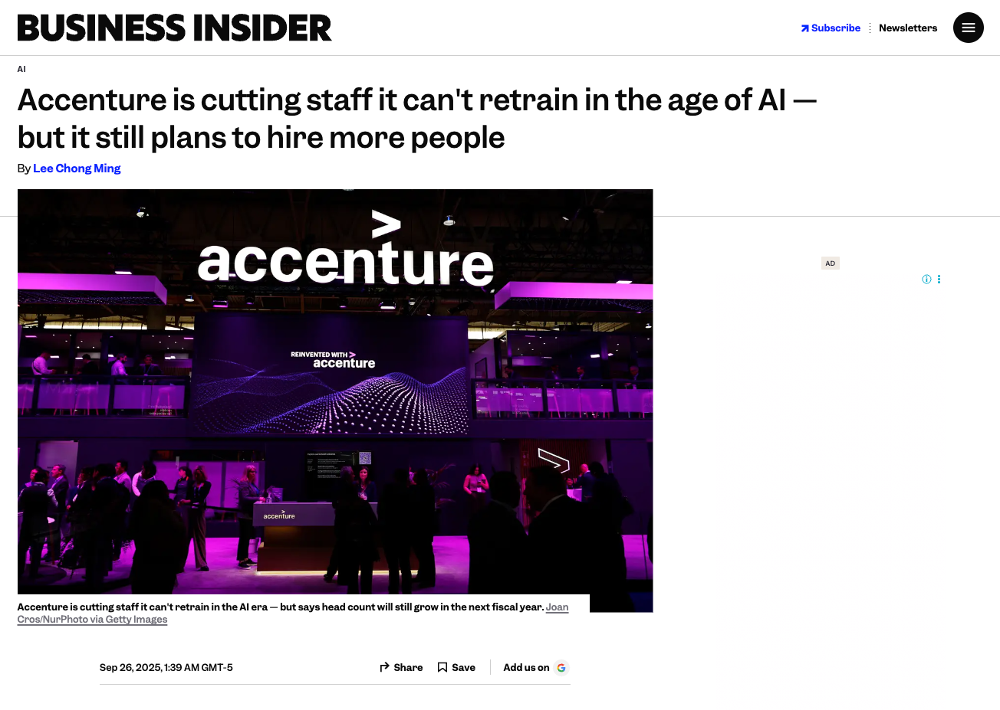 BUSINESS INSIDER
Subscribe
Newsletters
AI
Accenture is cutting staff it can't retrain in the age of AI —
but it still plans to hire more people
By Lee Chong Ming
accenture
>
REINVENTED WITH >
accenture
accenture
AD
Accenture is cutting staff it can't retrain in the AI era — but says head count will still grow in the next fiscal year. Joan
Cros/NurPhoto via Getty Images
Sep 26, 2025, 1:39 AM GMT-5
Share
Save
Add us on